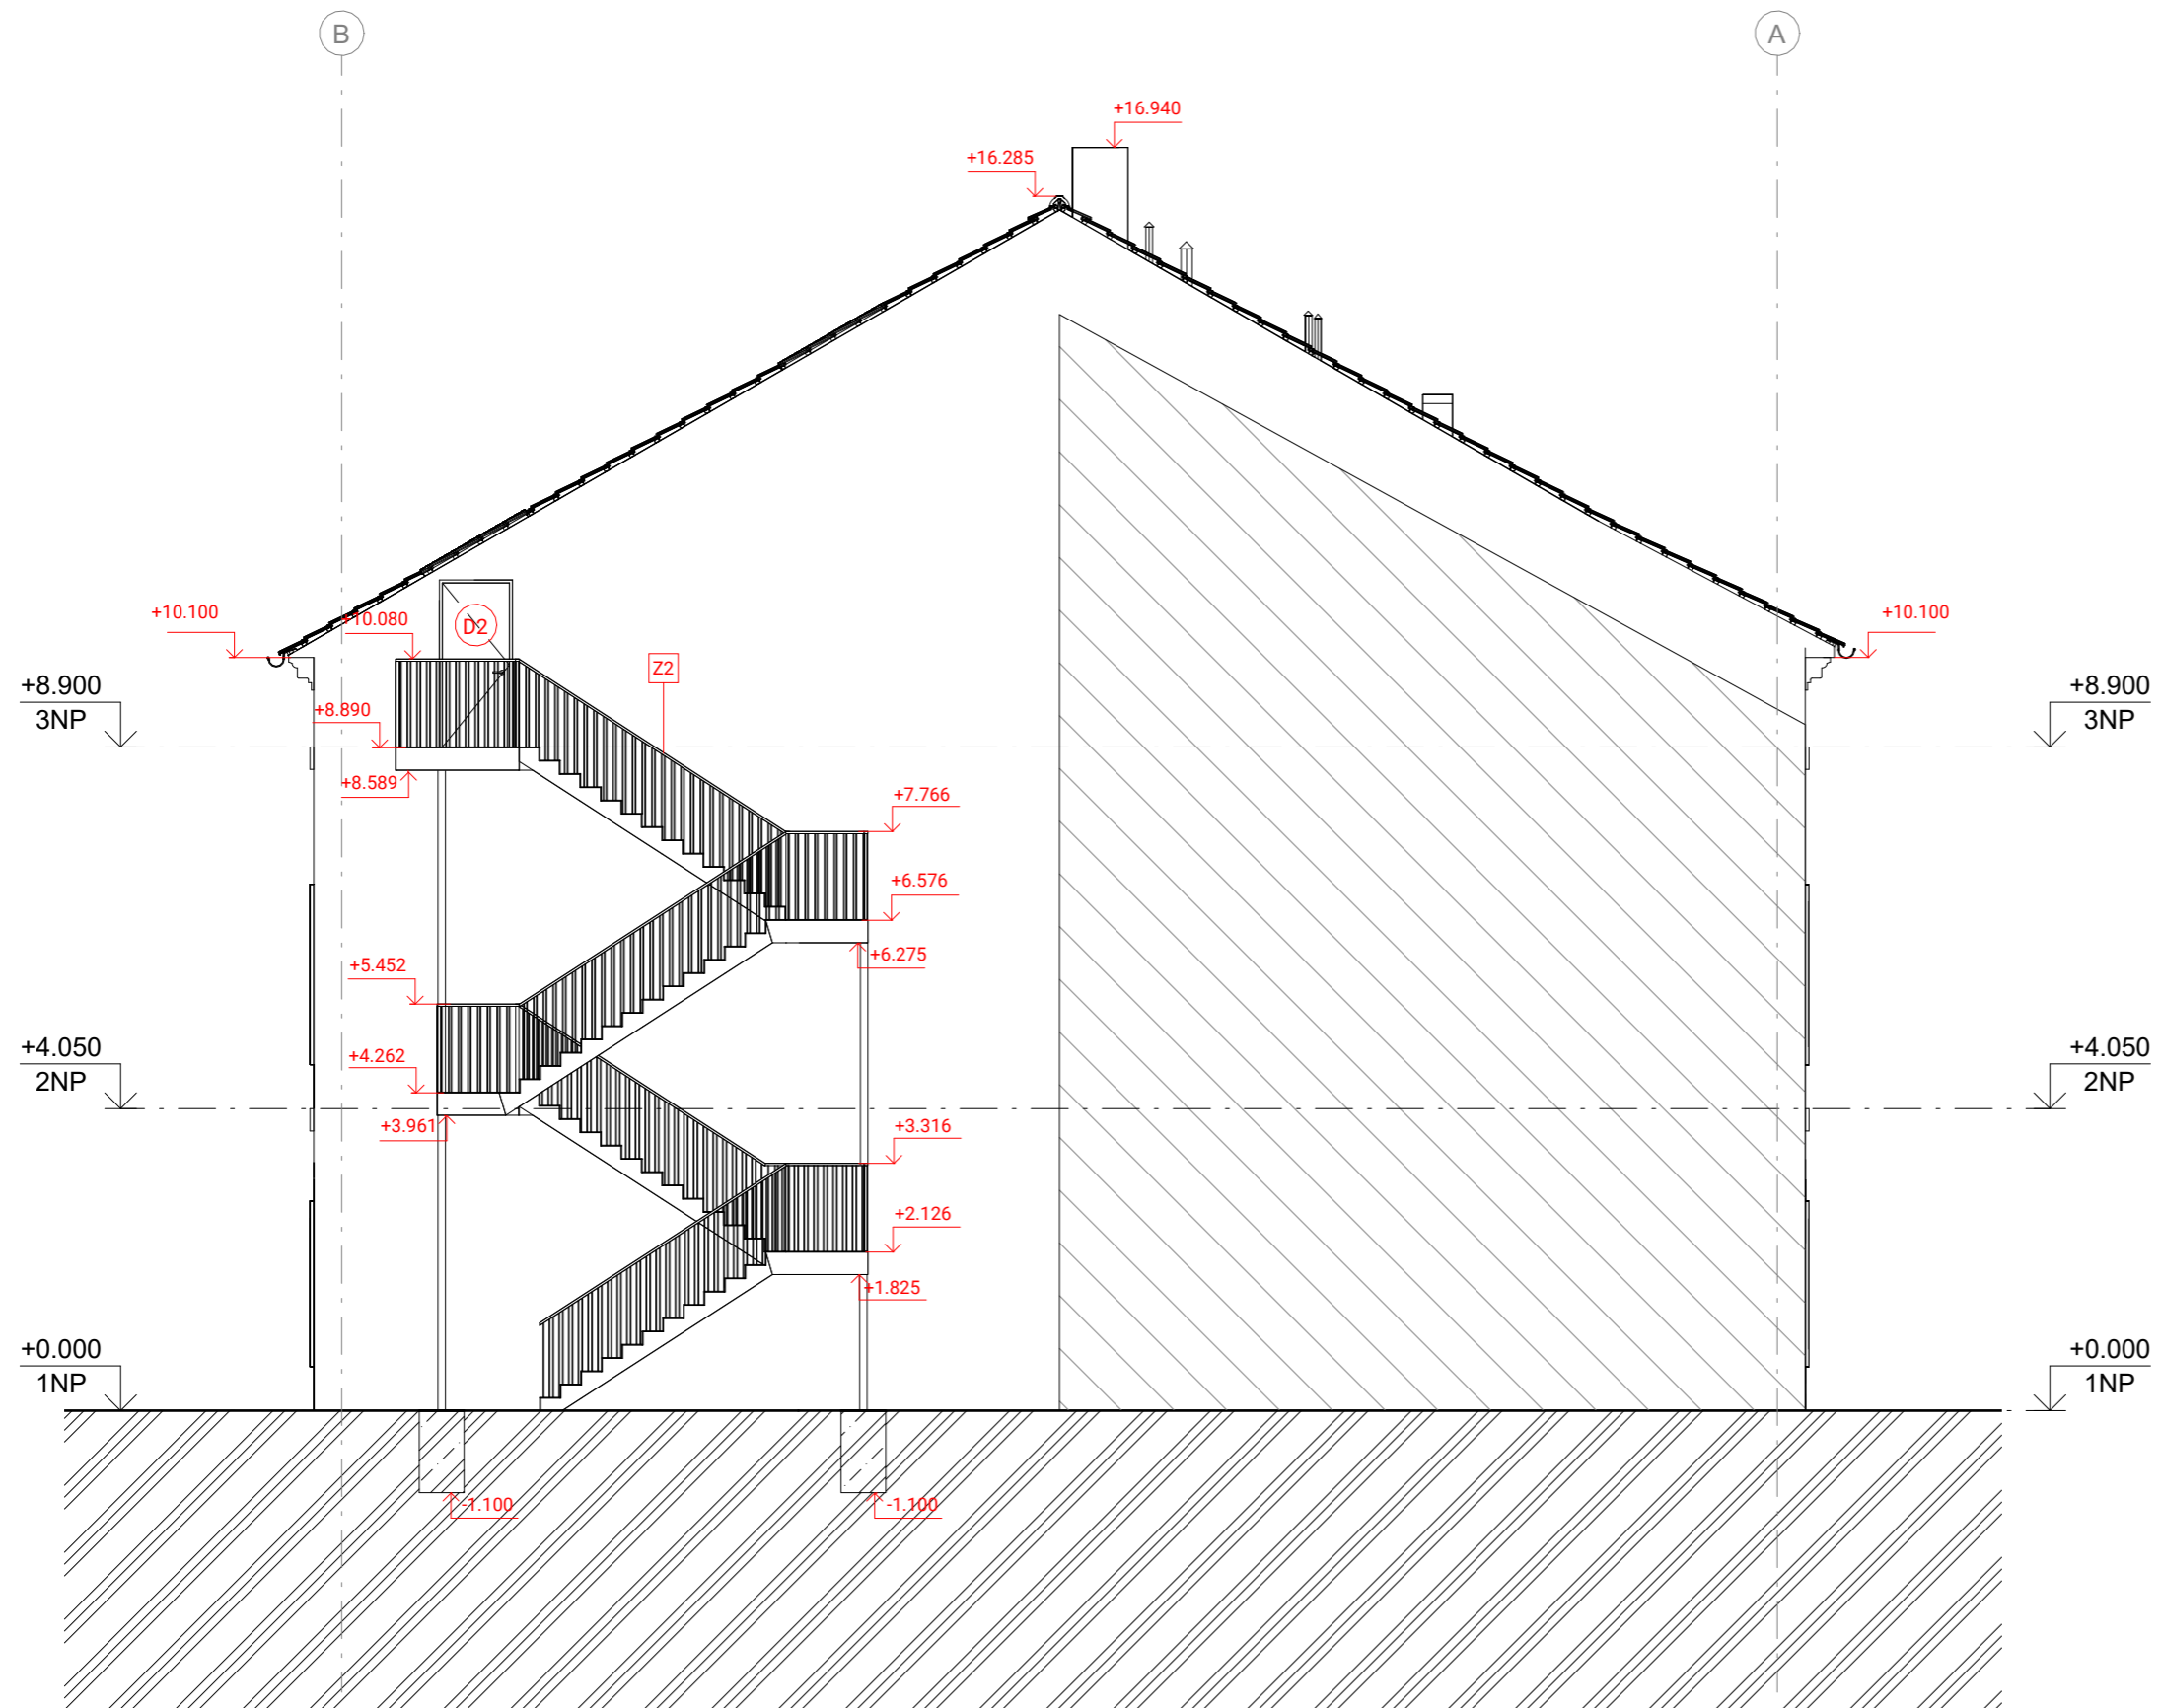 B
A
+16.940
+16.285
+10.100
+10.080
D2
+10.100
Z2
+8.900
3NP
+8.890
+8.900
3NP
+8.589
+7.766
+6.576
+6.275
+5.452
+4.050
2NP
+4.262
+4.050
2NP
+3.961
+3.316
+2.126
+1.825
+0.000
1NP
+0.000
1NP
-1.100
-1.100